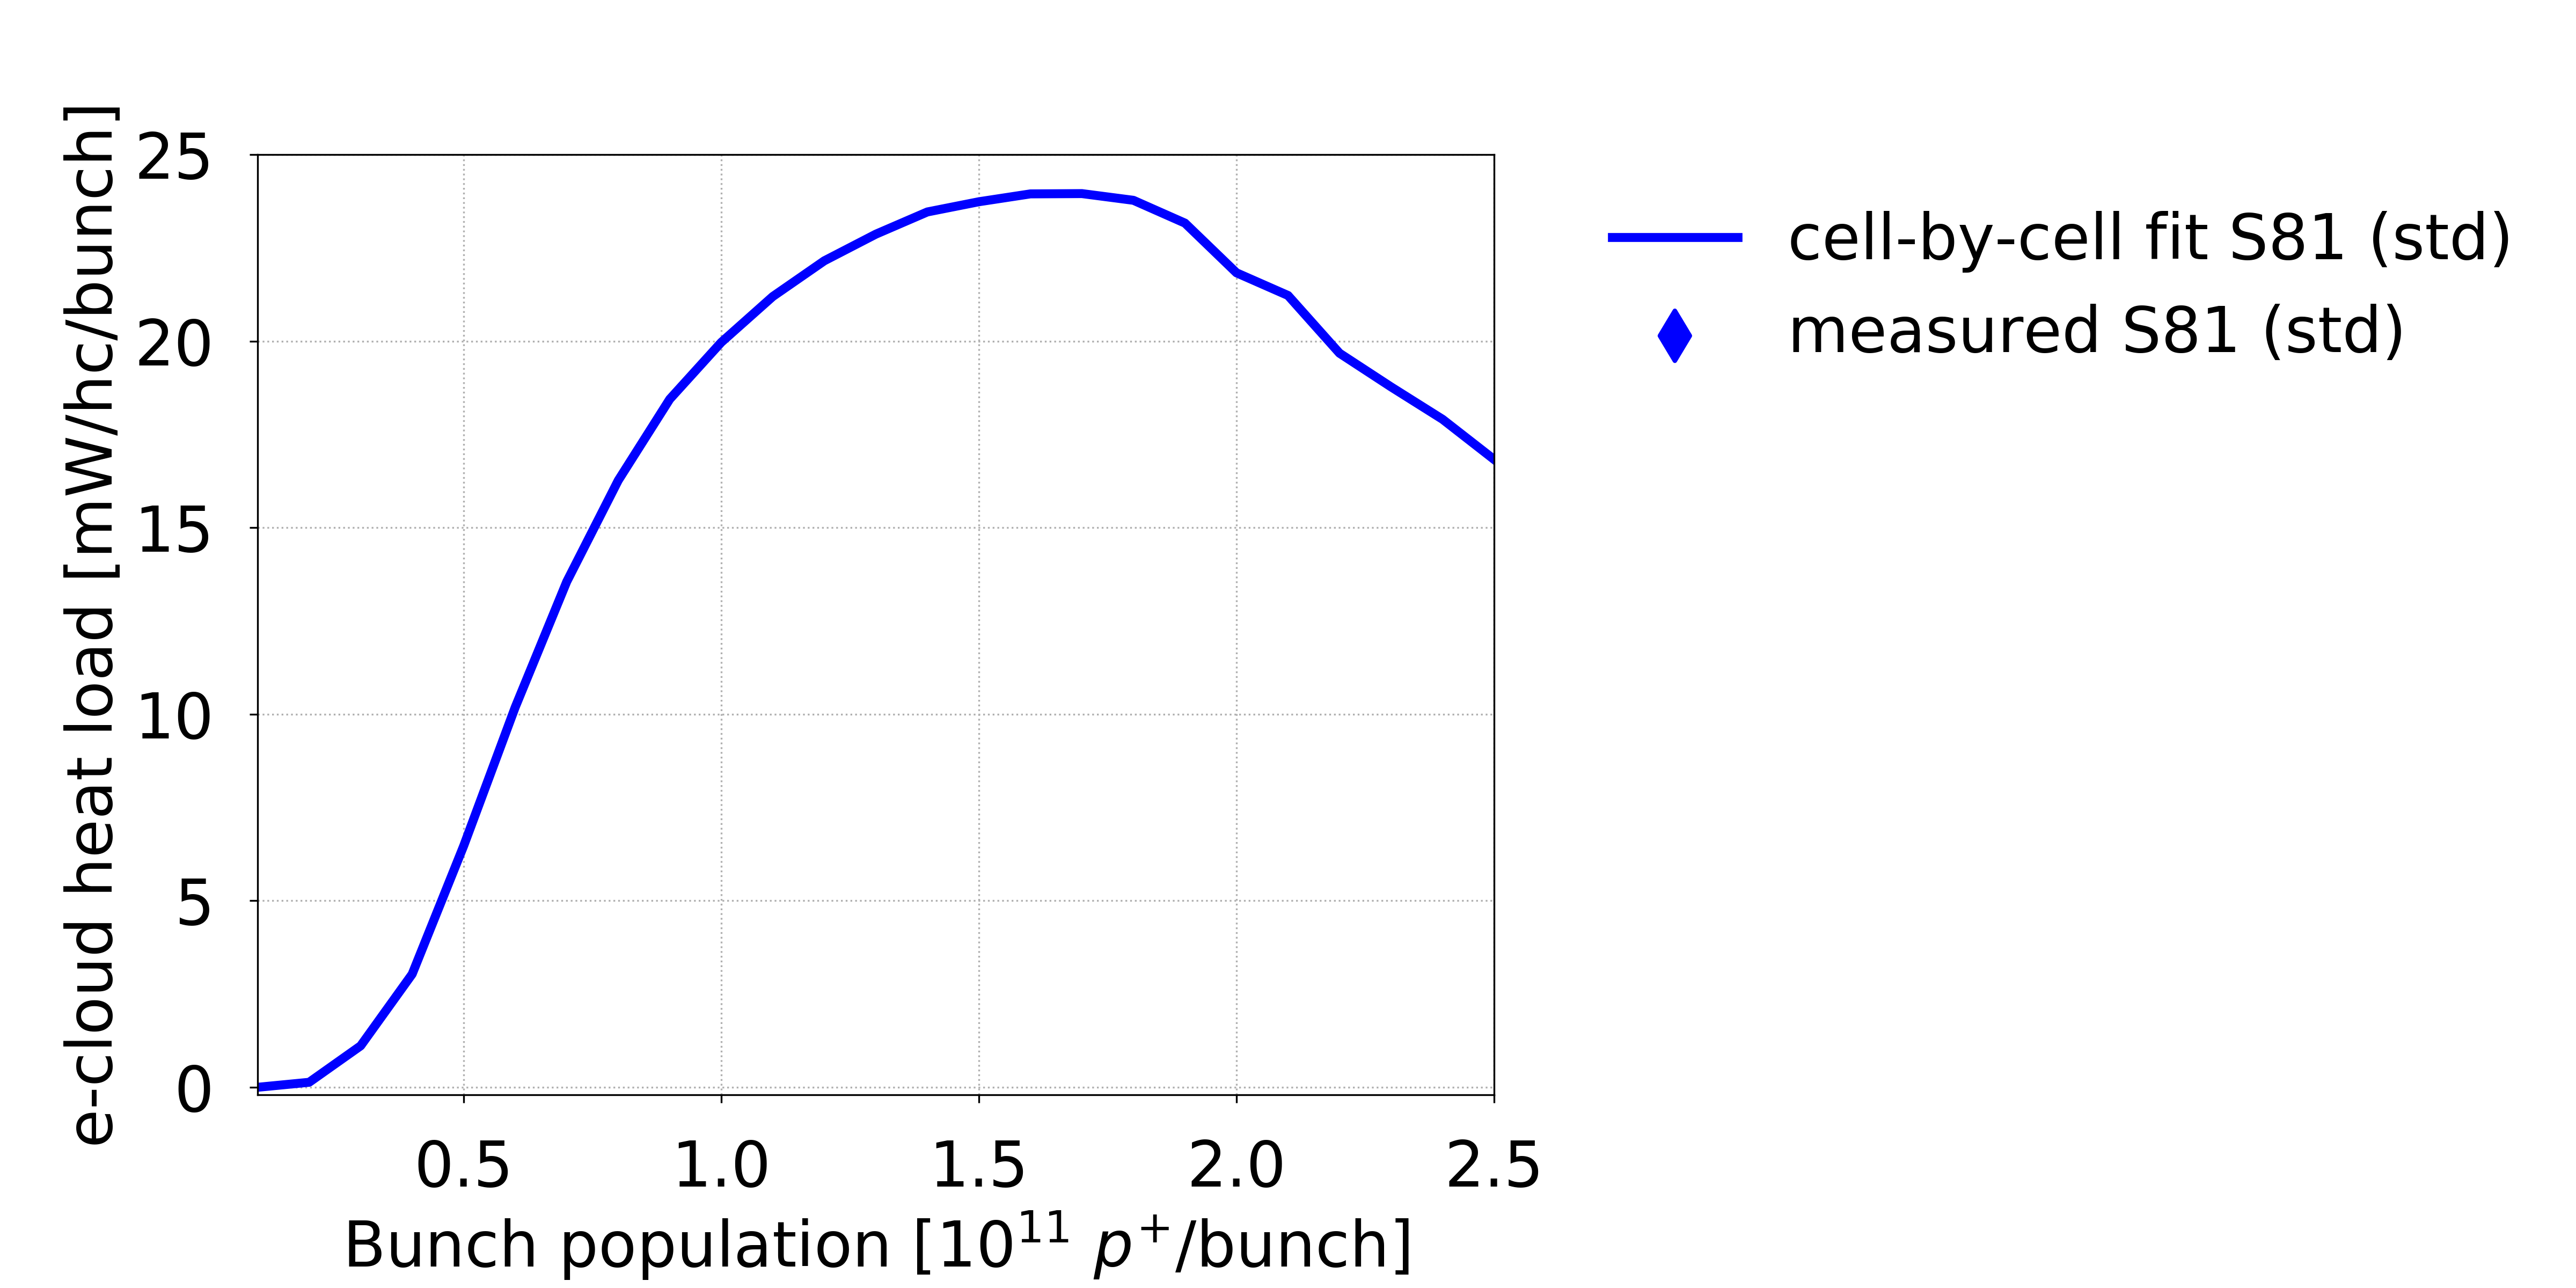 e-cloud heat load [mW/hc/bunch]
25
20
15
10
5
0
0.5 1.0 1.5 2.0 2.5
Bunch population [10¹¹ p⁺/bunch]
cell-by-cell fit S81 (std)
measured S81 (std)